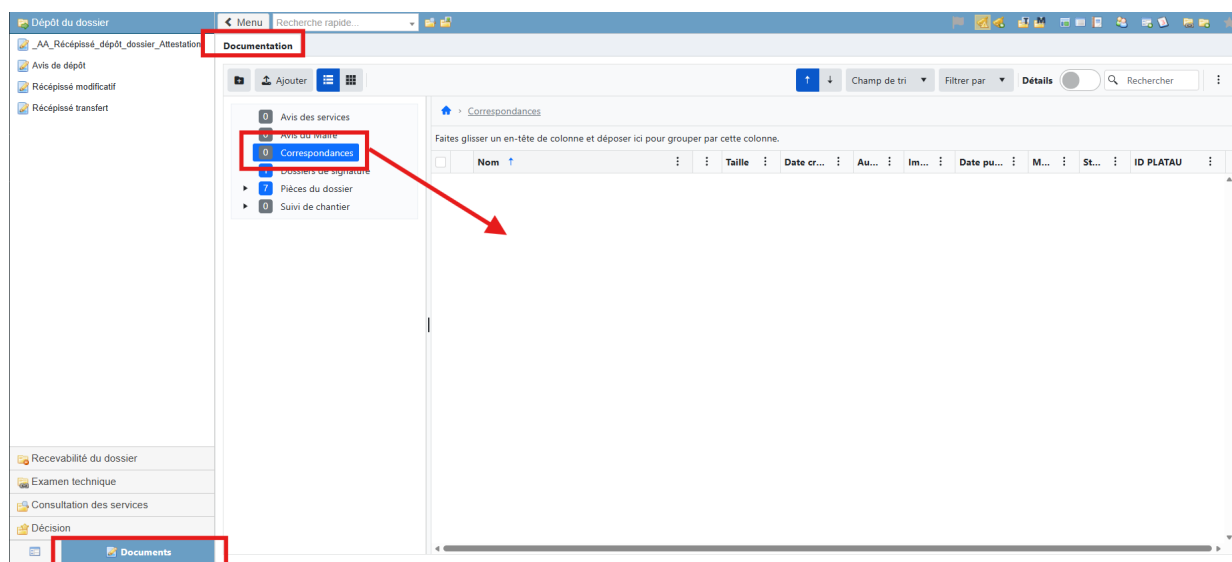 Dépôt du dossier
Menu Recherche rapide...
_AA_Récépissé_dépôt_dossier_Attestation
Avis de dépôt
Récépissé modificatif
Récépissé transfert
Documentation
Ajouter
Champ de tri Filtrer par Détails Rechercher
0 Avis des services
0 Avis du Maire
0 Correspondances
Dossiers de signature
7 Pièces du dossier
0 Suivi de chantier
Correspondances
Faites glisser un en-tête de colonne et déposer ici pour grouper par cette colonne.
Nom Taille Date cr... Au... Im... Date pu... M... St... ID PLATAU
Recevabilité du dossier
Examen technique
Consultation des services
Décision
Documents